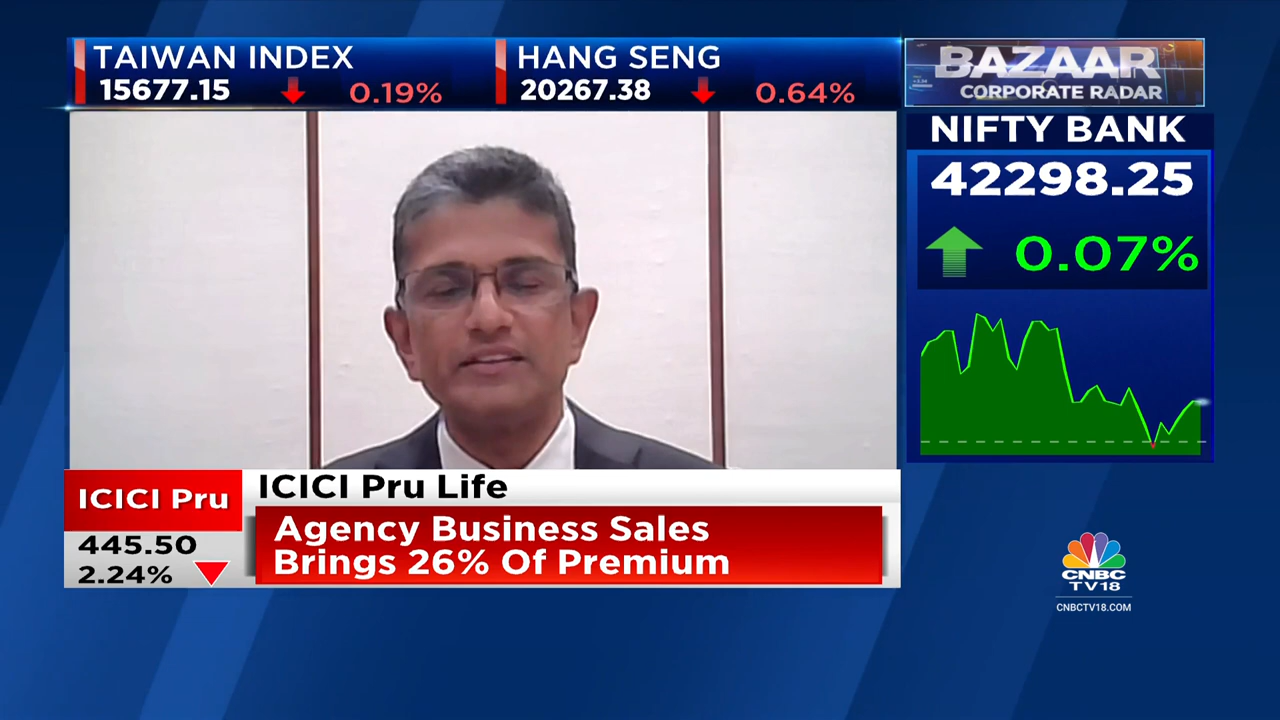 TAIWAN INDEX
15677.15 0.19%
HANG SENG
20267.38 0.64%
BAZAAR
CORPORATE RADAR
NIFTY BANK
42298.25
0.07%
ICICI Pru
445.50
2.24%
ICICI Pru Life
Agency Business Sales
Brings 26% Of Premium
CNBC
TV18
CNBCTV18.COM